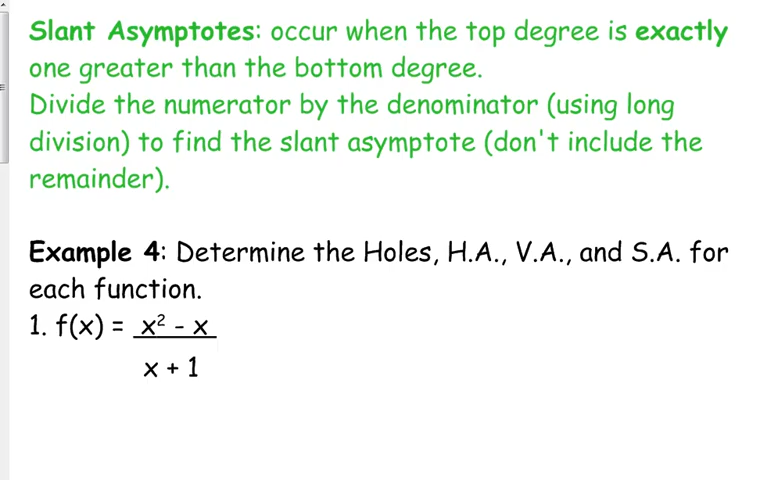 Slant Asymptotes: occur when the top degree is exactly
one greater than the bottom degree.
Divide the numerator by the denominator (using long
division) to find the slant asymptote (don't include the
remainder).
Example 4: Determine the Holes, H.A., V.A., and S.A. for
each function.
1. f(x) = x² - x
x + 1